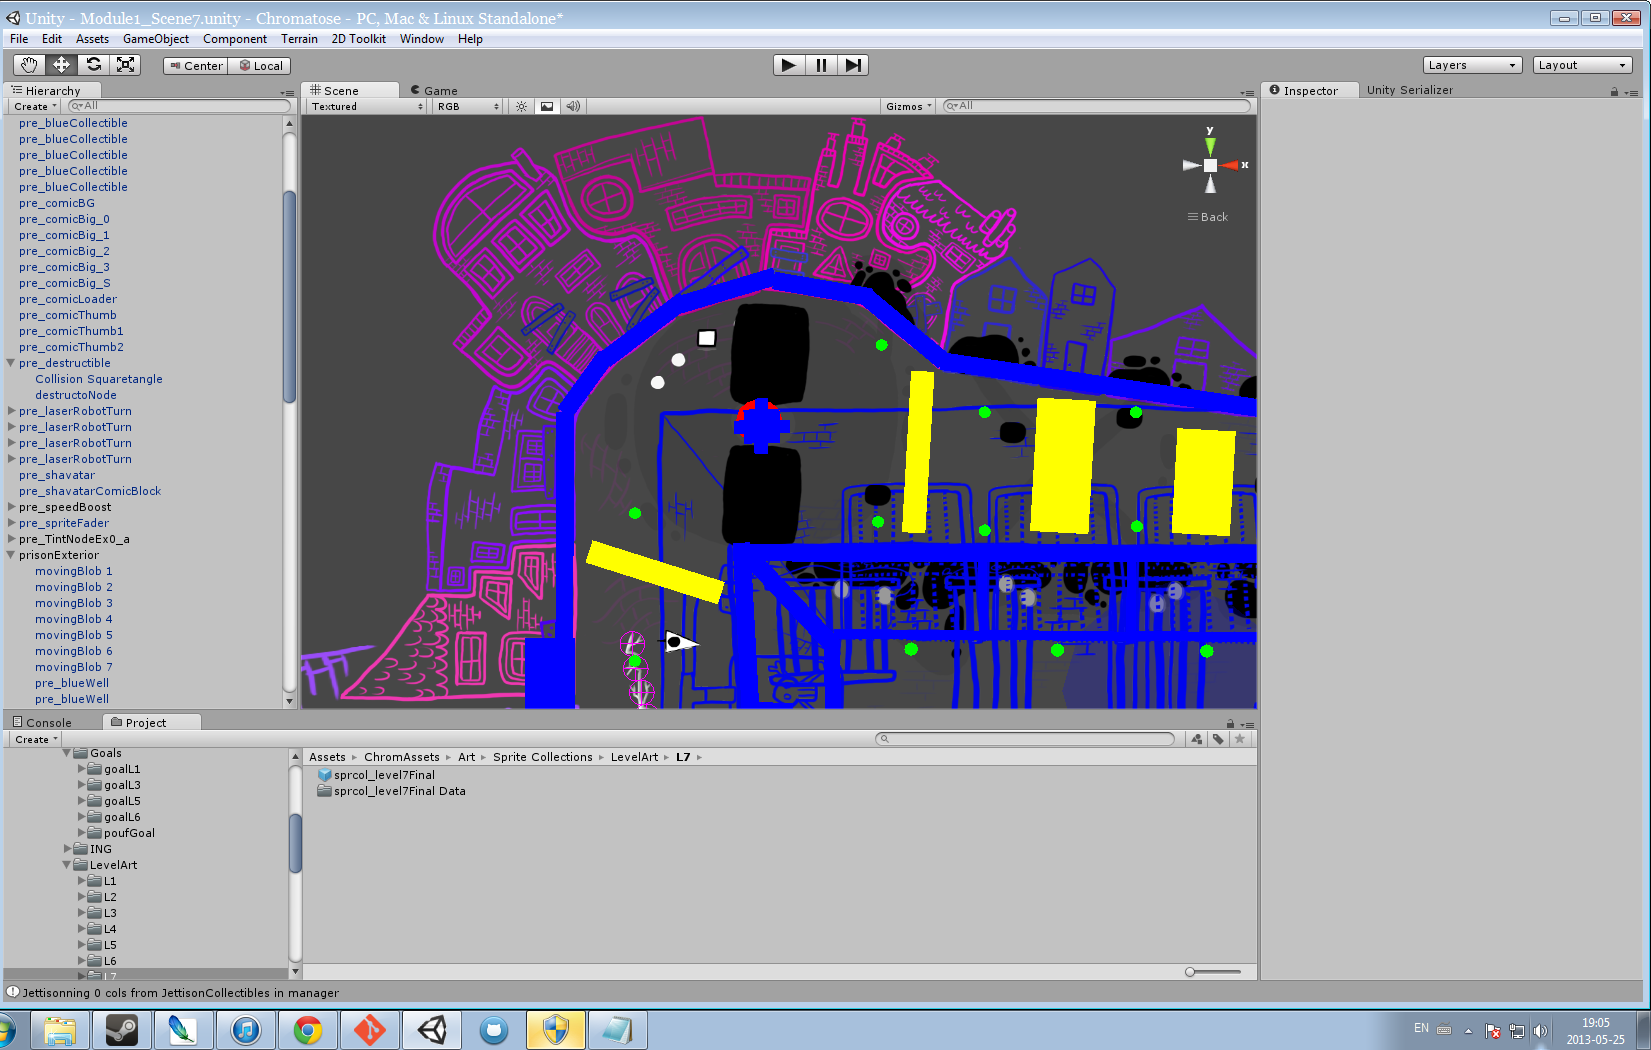 Unity - Module1_Scene7.unity - Chromatose - PC, Mac & Linux Standalone*
File Edit Assets GameObject Component Terrain 2D Toolkit Window Help
Center Local Layers Layout
Hierarchy
Create All
pre_blueCollectible
pre_blueCollectible
pre_blueCollectible
pre_blueCollectible
pre_blueCollectible
pre_comicBG
pre_comicBig_0
pre_comicBig_1
pre_comicBig_2
pre_comicBig_3
pre_comicBig_S
pre_comicLoader
pre_comicThumb
pre_comicThumb1
pre_comicThumb2
pre_destructible
Collision Squaretangle
destructoNode
pre_laserRobotTurn
pre_laserRobotTurn
pre_laserRobotTurn
pre_laserRobotTurn
pre_shavatar
pre_shavatarComicBlock
pre_speedBoost
pre_spriteFader
pre_TintNodeEx0_a
prisonExterior
movingBlob 1
movingBlob 2
movingBlob 3
movingBlob 4
movingBlob 5
movingBlob 6
movingBlob 7
pre_blueWell
pre_blueWell
Scene Game
Textured RGB Gizmos All
y
x
Back
Inspector Unity Serializer
Console Project
Create
Goals
goalL1
goalL3
goalL5
goalL6
poufGoal
ING
LevelArt
L1
L2
L3
L4
L5
L6
L7
Assets ChromAssets Art Sprite Collections LevelArt L7
sprcol_level7Final
sprcol_level7Final Data
Jettisonning 0 cols from JettisonCollectibles in manager
EN
19:05
2013-05-25